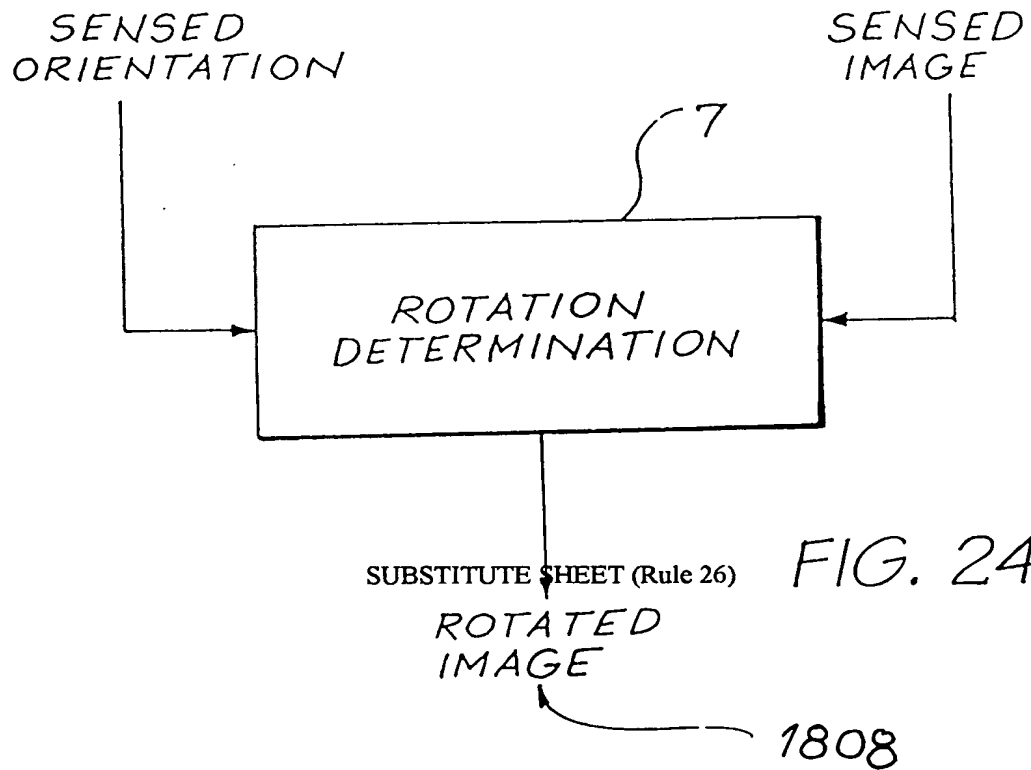 SENSED
ORIENTATION
SENSED
IMAGE
7
ROTATION
DETERMINATION
SUBSTITUTE SHEET (Rule 26)
FIG. 24
ROTATED
IMAGE
1808